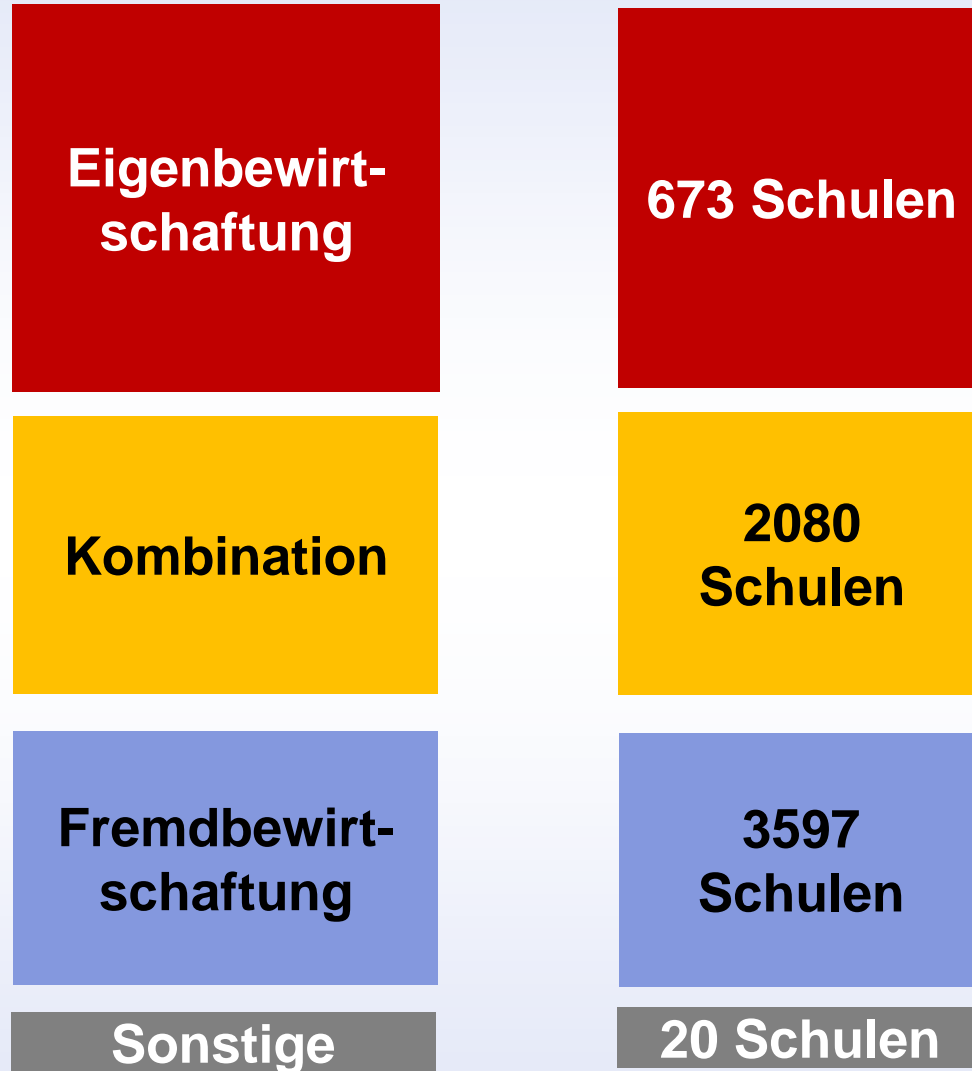 Eigenbewirt-
schaftung
673 Schulen
Kombination
2080
Schulen
Fremdbewirt-
schaftung
3597
Schulen
Sonstige
20 Schulen